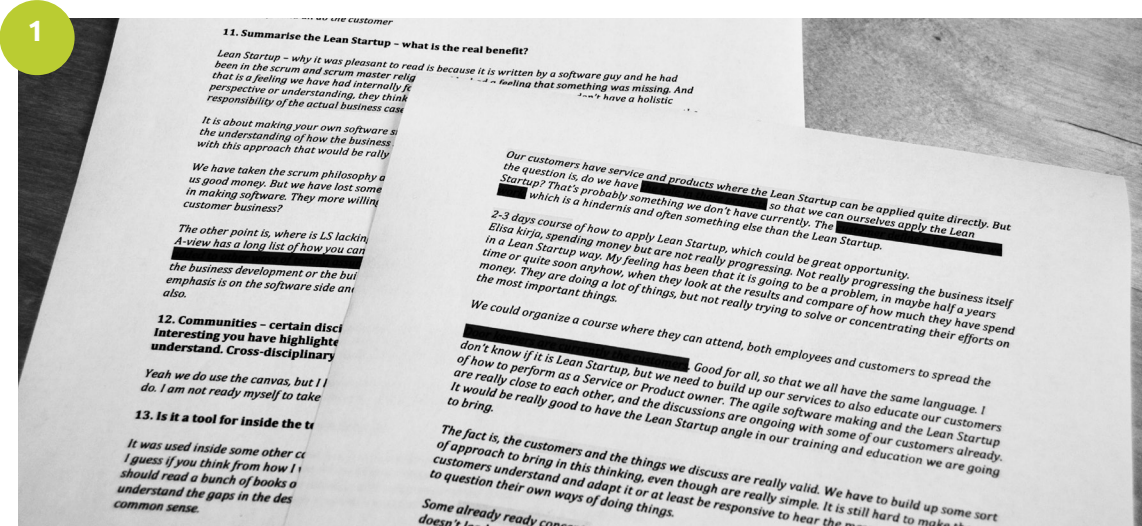 1
do the customer
11. Summarise the Lean Startup – what is the real benefit?
Lean Startup – why it was pleasant to read is because it is written by a software guy and he had
been in the scrum and scrum master relig a feeling that something was missing. And
that is a feeling we have had internally fo don't have a holistic
perspective or understanding, they think
responsibility of the actual business case
It is about making your own software
the understanding of how the business
with this approach that would be rally
We have taken the scrum philosophy a
us good money. But we have lost some
in making software. They more willing
customer business?
The other point is, where is LS lacking
A-view has a long list of how you can
the business development or the bui
emphasis is on the software side and
also.
12. Communities – certain disci
Interesting you have highlighte
understand. Cross-disciplinary
Yeah we do use the canvas, but I
do. I am not ready myself to take
13. Is it a tool for inside the te
It was used inside some other
I guess if you think from how I
should read a bunch of books o
understand the gaps in the des
common sense.
Our customers have service and products where the Lean Startup can be applied quite directly. But
the question is, do we have so that we can ourselves apply the Lean
Startup? That's probably something we don't have currently. The
which is a hindernis and often something else than the Lean Startup.
2-3 days course of how to apply Lean Startup, which could be great opportunity.
Elisa kirja, spending money but are not really progressing. Not really progressing the business itself
in a Lean Startup way. My feeling has been that it is going to be a problem, in maybe half a years
time or quite soon anyhow, when they look at the results and compare of how much they have spend
money. They are doing a lot of things, but not really trying to solve or concentrating their efforts on
the most important things.
We could organize a course where they can attend, both employees and customers to spread the
. Good for all, so that we all have the same language. I
don't know if it is Lean Startup, but we need to build up our services to also educate our customers
of how to perform as a Service or Product owner. The agile software making and the Lean Startup
are really close to each other, and the discussions are ongoing with some of our customers already.
It would be really good to have the Lean Startup angle in our training and education we are going
to bring.
The fact is, the customers and the things we discuss are really valid. We have to build up some sort
of approach to bring in this thinking, even though are really simple. It is still hard to make
customers understand and adapt it or at least be responsive to hear the
to question their own ways of doing things.
Some already ready
doesn't